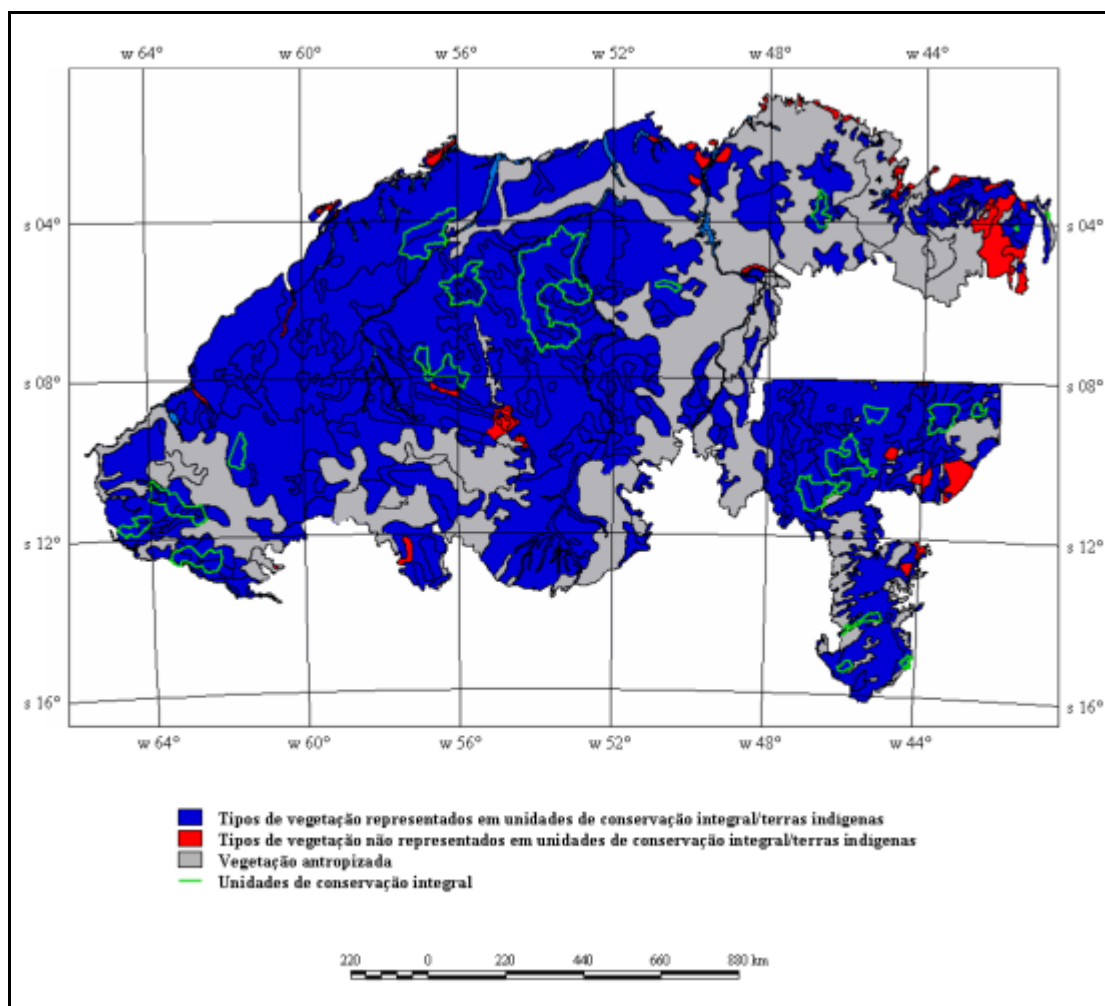 w 64° w 60° w 56° w 52° w 48° w 44°
s 04° s 04°
s 08° s 08°
s 12° s 12°
s 16° s 16°
w 64° w 60° w 56° w 52° w 48° w 44°
Tipos de vegetação representados em unidades de conservação integral/terras indígenas
Tipos de vegetação não representados em unidades de conservação integral/terras indígenas
Vegetação antropizada
Unidades de conservação integral
220 0 220 440 660 880 km